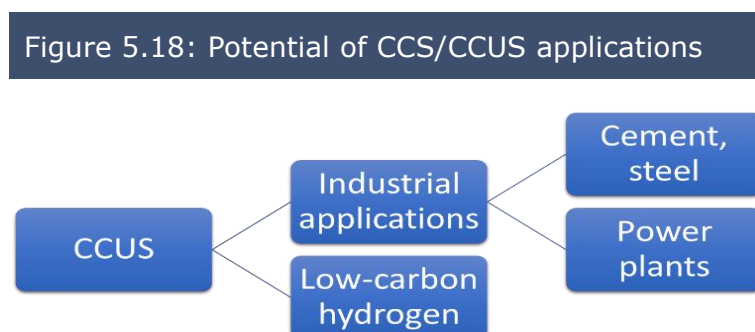 Figure 5.18: Potential of CCS/CCUS applications
CCUS
Industrial
applications
Low-carbon
hydrogen
Cement,
steel
Power
plants